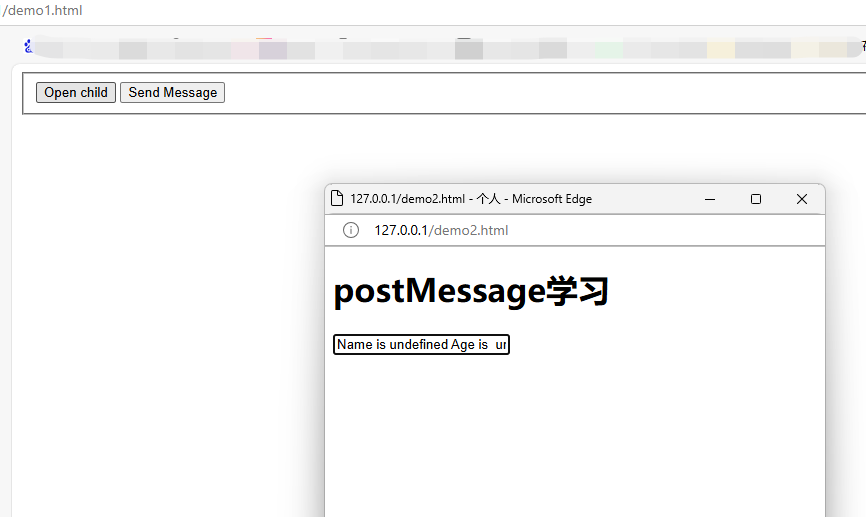 /demo1.html
Open child Send Message
127.0.0.1/demo2.html - 个人 - Microsoft Edge
127.0.0.1/demo2.html
postMessage学习
Name is undefined Age is